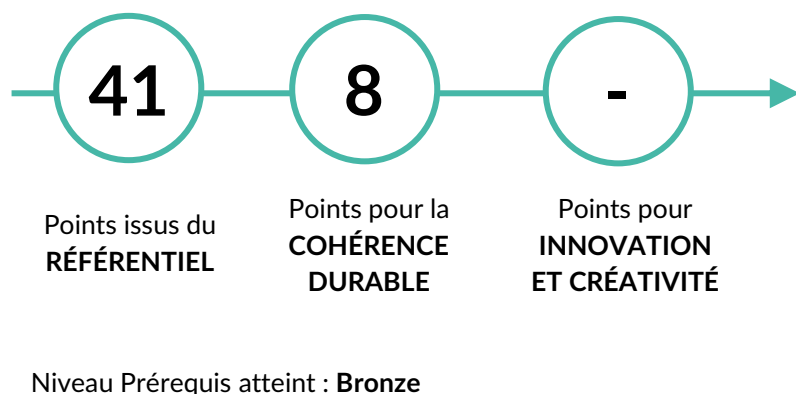 41
8
-
Points issus du
RÉFÉRENTIEL
Points pour la
COHÉRENCE
DURABLE
Points pour
INNOVATION
ET CRÉATIVITÉ
Niveau Prérequis atteint : Bronze